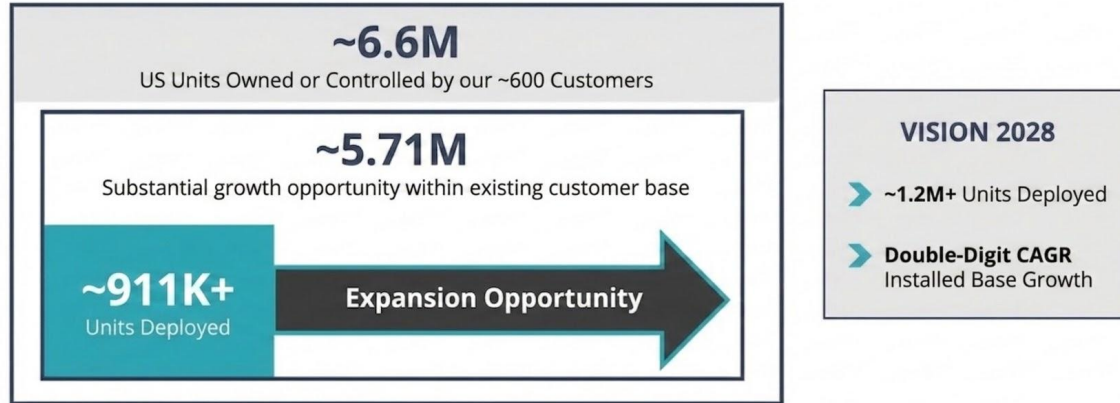 ~6.6M
US Units Owned or Controlled by our ~600 Customers
~5.71M
Substantial growth opportunity within existing customer base
~911K+
Units Deployed
Expansion Opportunity
VISION 2028
~1.2M+ Units Deployed
Double-Digit CAGR
Installed Base Growth